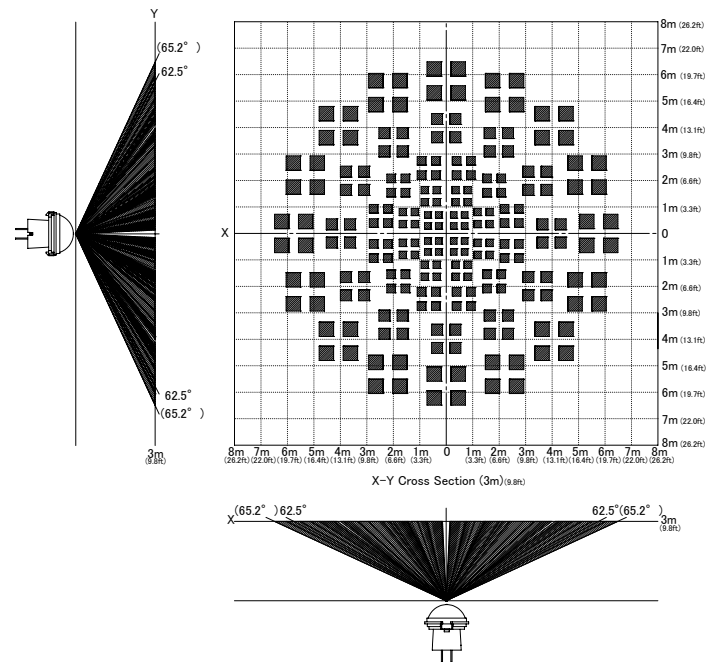 Y
(65.2°)
62.5°
62.5°
(65.2°)
3m
(9.8ft)
8m (26.2ft)
7m (22.0ft)
6m (19.7ft)
5m (16.4ft)
4m (13.1ft)
3m (9.8ft)
2m (6.6ft)
1m (3.3ft)
X 0
1m (3.3ft)
2m (6.6ft)
3m (9.8ft)
4m (13.1ft)
5m (16.4ft)
6m (19.7ft)
7m (22.0ft)
8m (26.2ft)
8m 7m 6m 5m 4m 3m 2m 1m 0 1m 2m 3m 4m 5m 6m 7m 8m
(26.2ft) (22.0ft) (19.7ft) (16.4ft) (13.1ft) (9.8ft) (6.6ft) (3.3ft) (3.3ft) (6.6ft) (9.8ft) (13.1ft) (16.4ft) (19.7ft) (22.0ft) (26.2ft)
X-Y Cross Section (3m)(9.8ft)
X (65.2°) 62.5° 62.5° (65.2°) 3m
(9.8ft)